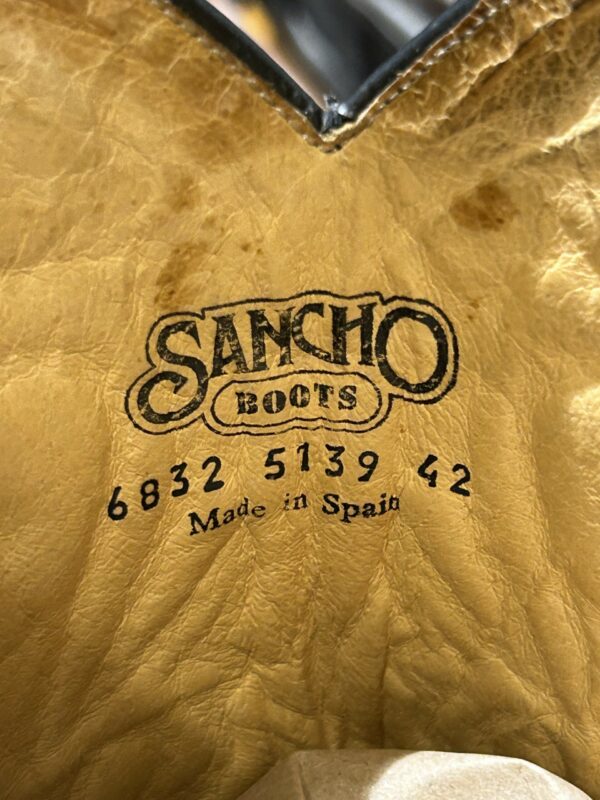 SANCHO
BOOTS
6832 5139 42
Made in Spain